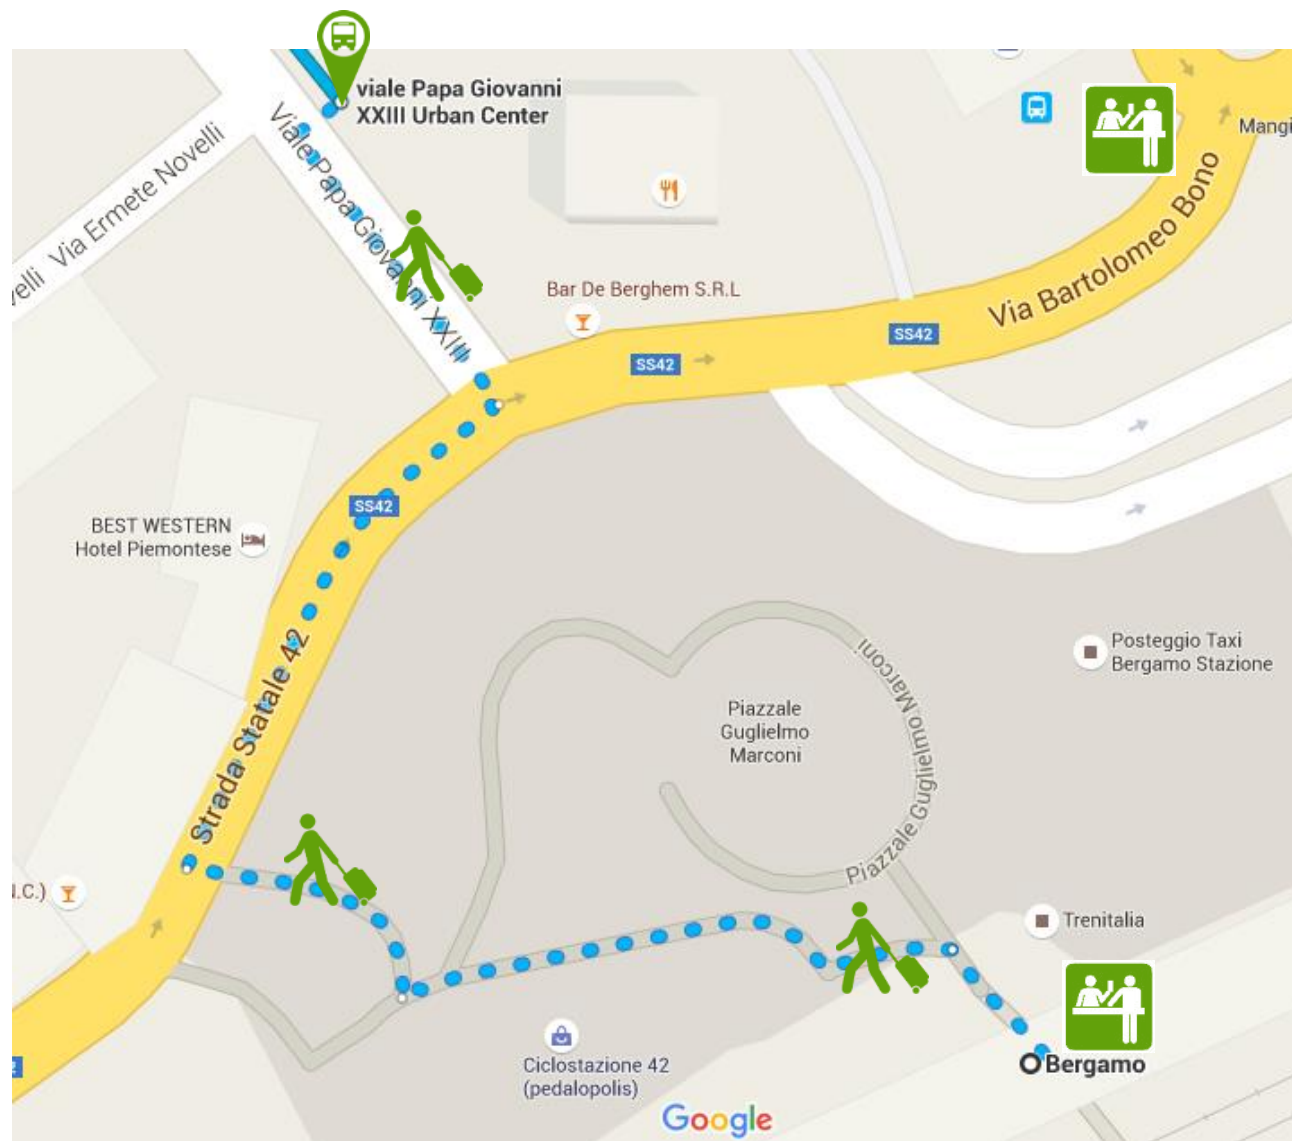 viale Papa Giovanni
XXIII Urban Center
Viale Papa Giovanni XXIII
Via Ermete Novelli
velli
Mangi
Via Bartolomeo Bono
Bar De Berghem S.R.L
SS42
SS42
SS42
BEST WESTERN
Hotel Piemontese
Strada Statale 42
Posteggio Taxi
Bergamo Stazione
Piazzale
Guglielmo
Marconi
Piazzale Guglielmo Marconi
.C.)
Trenitalia
Ciclostazione 42
(pedalopolis)
Bergamo
Google